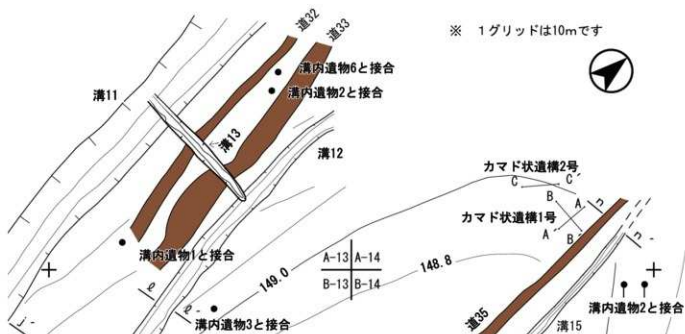 道32
道33
※ 1グリッドは10mです
溝内遺物6と接合
溝内遺物2と接合
溝11
溝13
溝12
カマド状遺構2号
C C´
B A
カマド状遺構1号
A´ B´
溝内遺物1と接合
A-13 A-14
B-13 B-14
149.0
148.8
溝内遺物3と接合
道35
溝15
溝内遺物2と接合